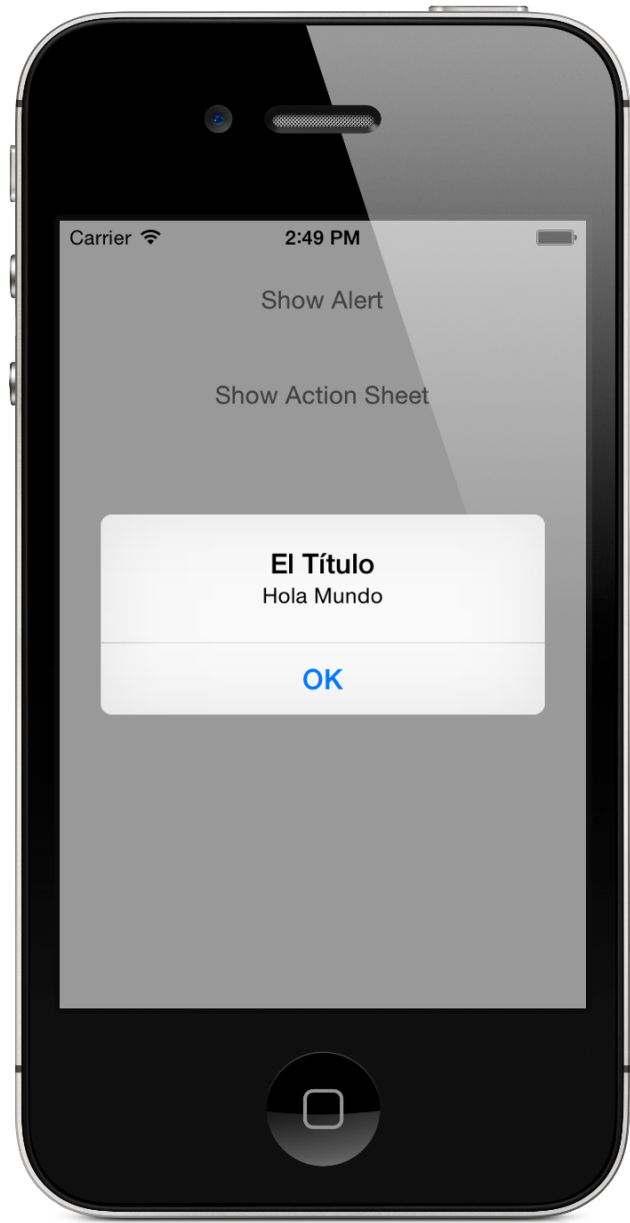 Carrier 2:49 PM
Show Alert
Show Action Sheet
El Título
Hola Mundo
OK